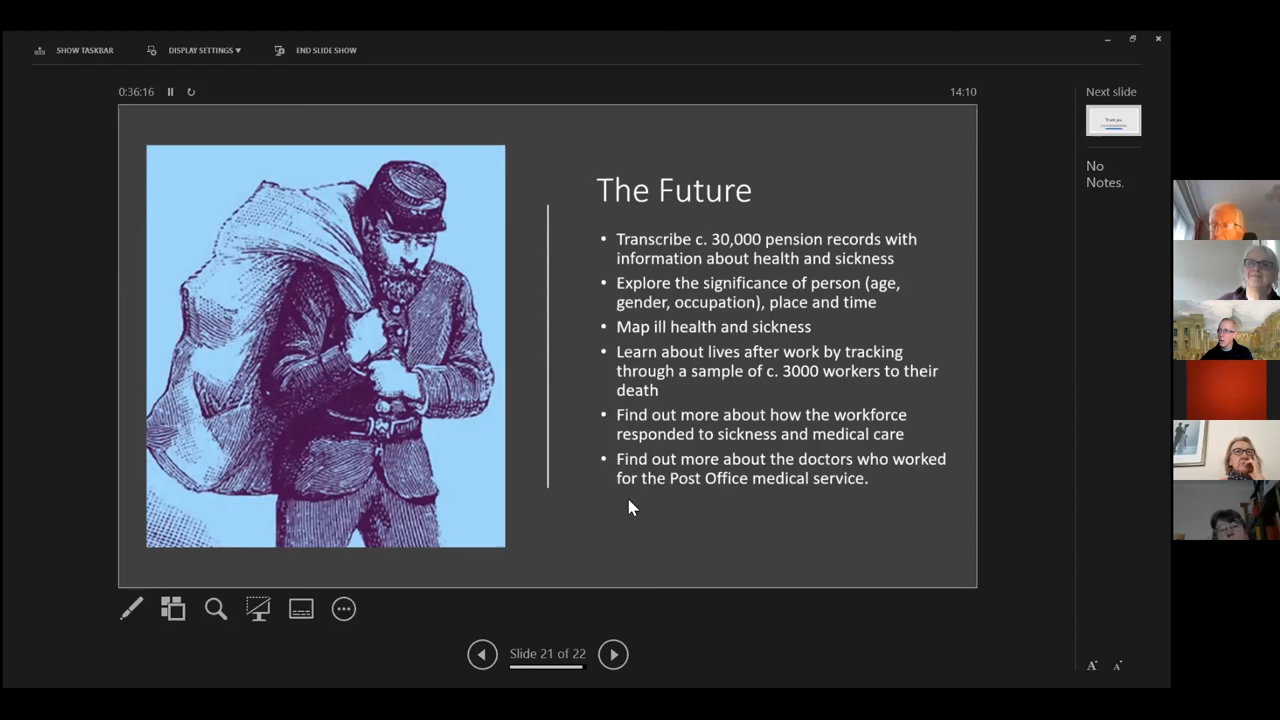 SHOW TASKBAR
DISPLAY SETTINGS ▼
END SLIDE SHOW
0:36:16
14:10
The Future
• Transcribe c. 30,000 pension records with
information about health and sickness
• Explore the significance of person (age,
gender, occupation), place and time
• Map ill health and sickness
• Learn about lives after work by tracking
through a sample of c. 3000 workers to their
death
• Find out more about how the workforce
responded to sickness and medical care
• Find out more about the doctors who worked
for the Post Office medical service.
Next slide
No
Notes.
Slide 21 of 22
A
A